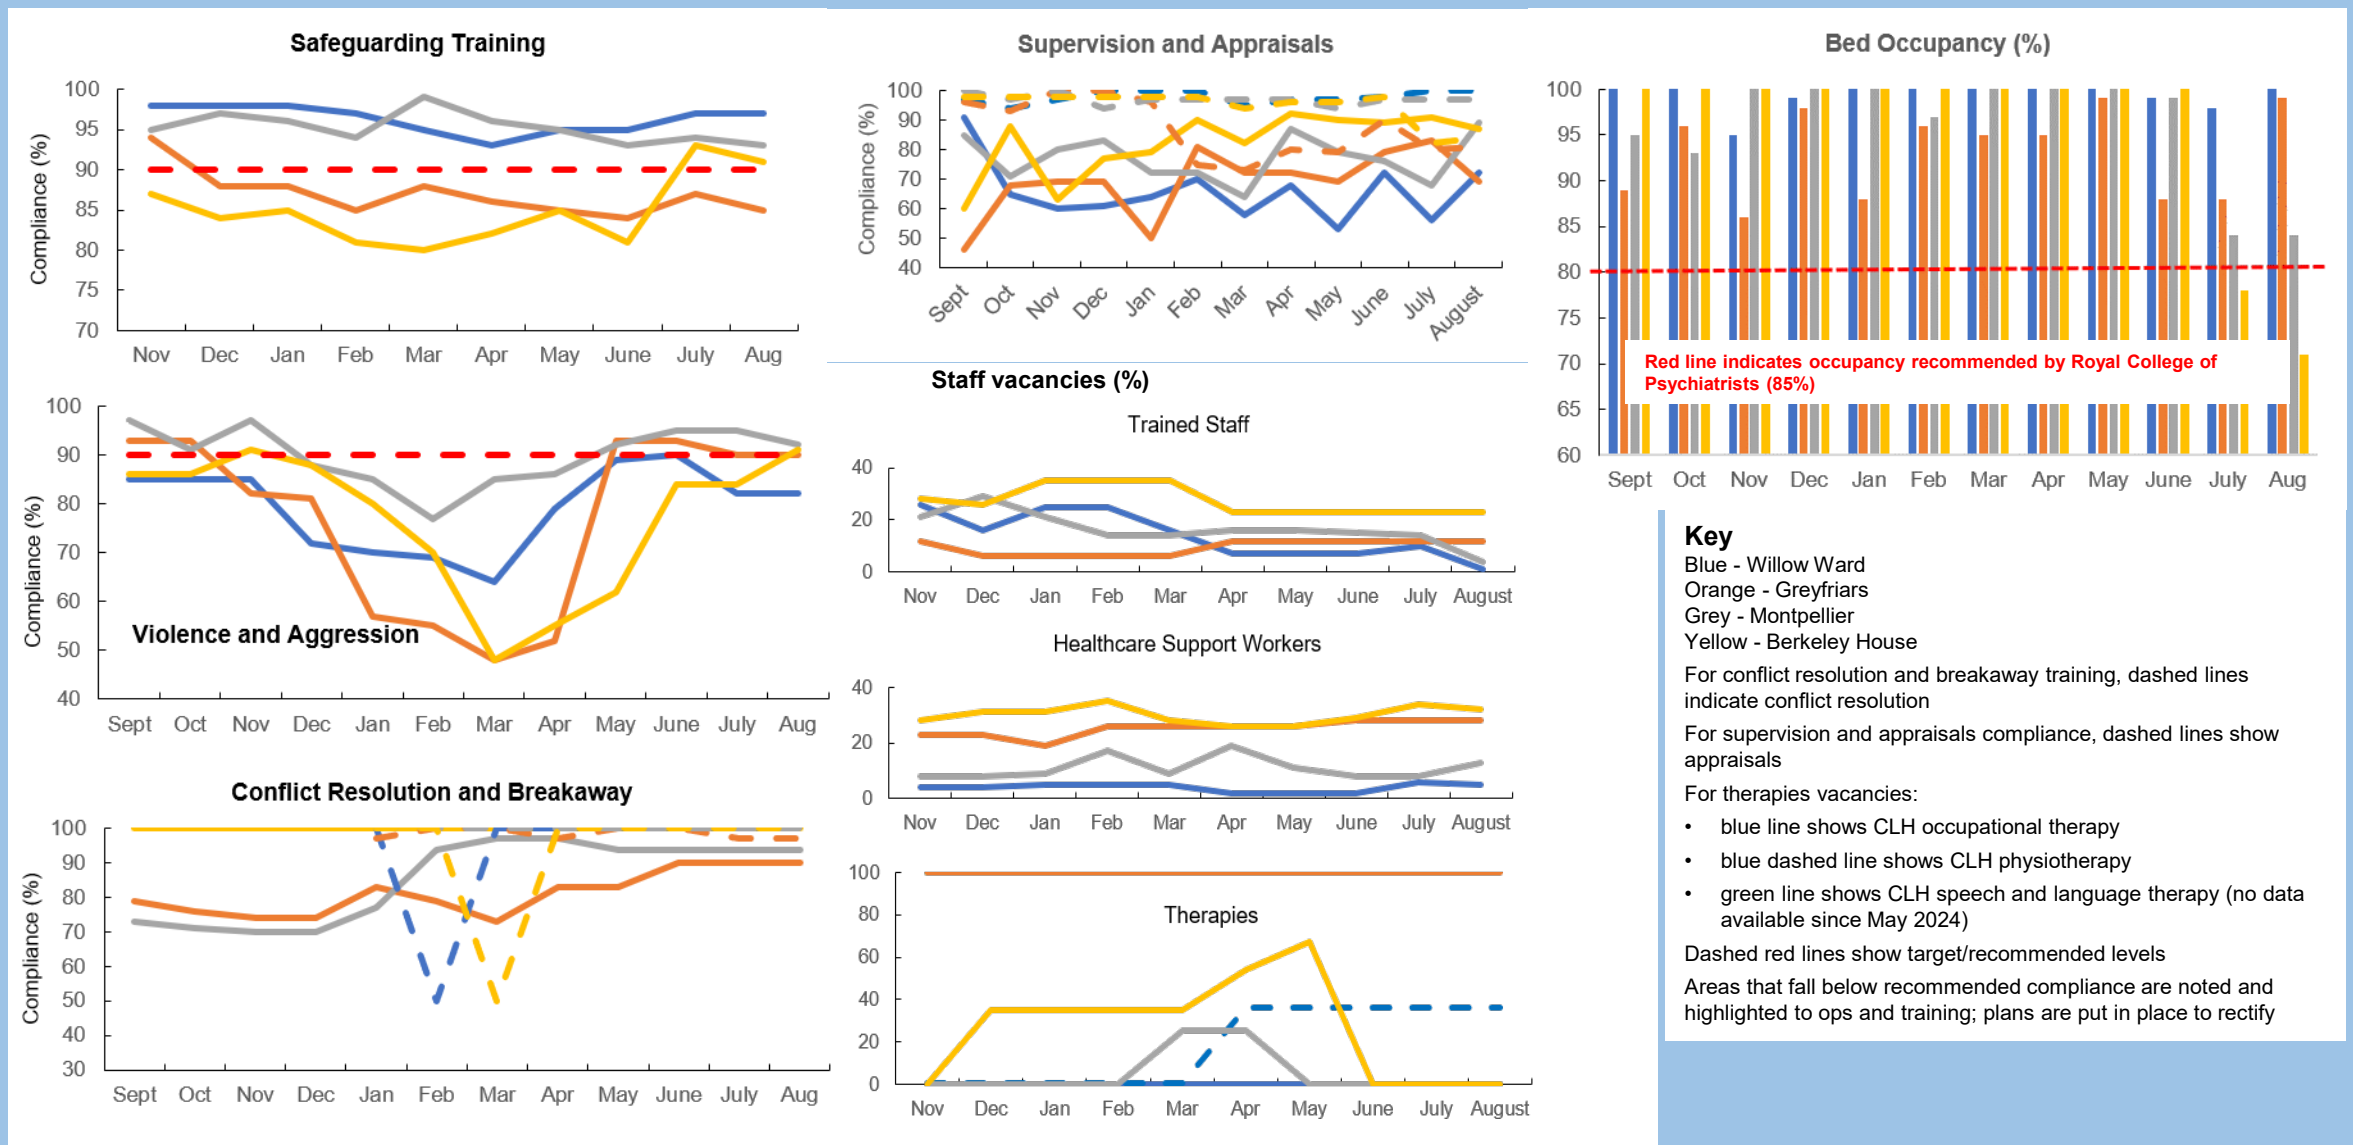 Safeguarding Training
Compliance (%)
100
95
90
85
80
75
70
Nov Dec Jan Feb Mar Apr May June July Aug
Compliance (%)
100
90
80
70
60
50
40
Violence and Aggression
Sept Oct Nov Dec Jan Feb Mar Apr May June July Aug
Conflict Resolution and Breakaway
Compliance (%)
100
90
80
70
60
50
40
30
Sept Oct Nov Dec Jan Feb Mar Apr May June July Aug
Supervision and Appraisals
Compliance (%)
100
90
80
70
60
50
40
Sept Oct Nov Dec Jan Feb Mar Apr May June July August
Staff vacancies (%)
Trained Staff
40
20
0
Nov Dec Jan Feb Mar Apr May June July August
Healthcare Support Workers
40
20
0
Nov Dec Jan Feb Mar Apr May June July August
Therapies
100
80
60
40
20
0
Nov Dec Jan Feb Mar Apr May June July August
Bed Occupancy (%)
100
95
90
85
80
75
70
65
60
Red line indicates occupancy recommended by Royal College of
Psychiatrists (85%)
Sept Oct Nov Dec Jan Feb Mar Apr May June July Aug
Key
Blue - Willow Ward
Orange - Greyfriars
Grey - Montpellier
Yellow - Berkeley House
For conflict resolution and breakaway training, dashed lines
indicate conflict resolution
For supervision and appraisals compliance, dashed lines show
appraisals
For therapies vacancies:
• blue line shows CLH occupational therapy
• blue dashed line shows CLH physiotherapy
• green line shows CLH speech and language therapy (no data
available since May 2024)
Dashed red lines show target/recommended levels
Areas that fall below recommended compliance are noted and
highlighted to ops and training; plans are put in place to rectify